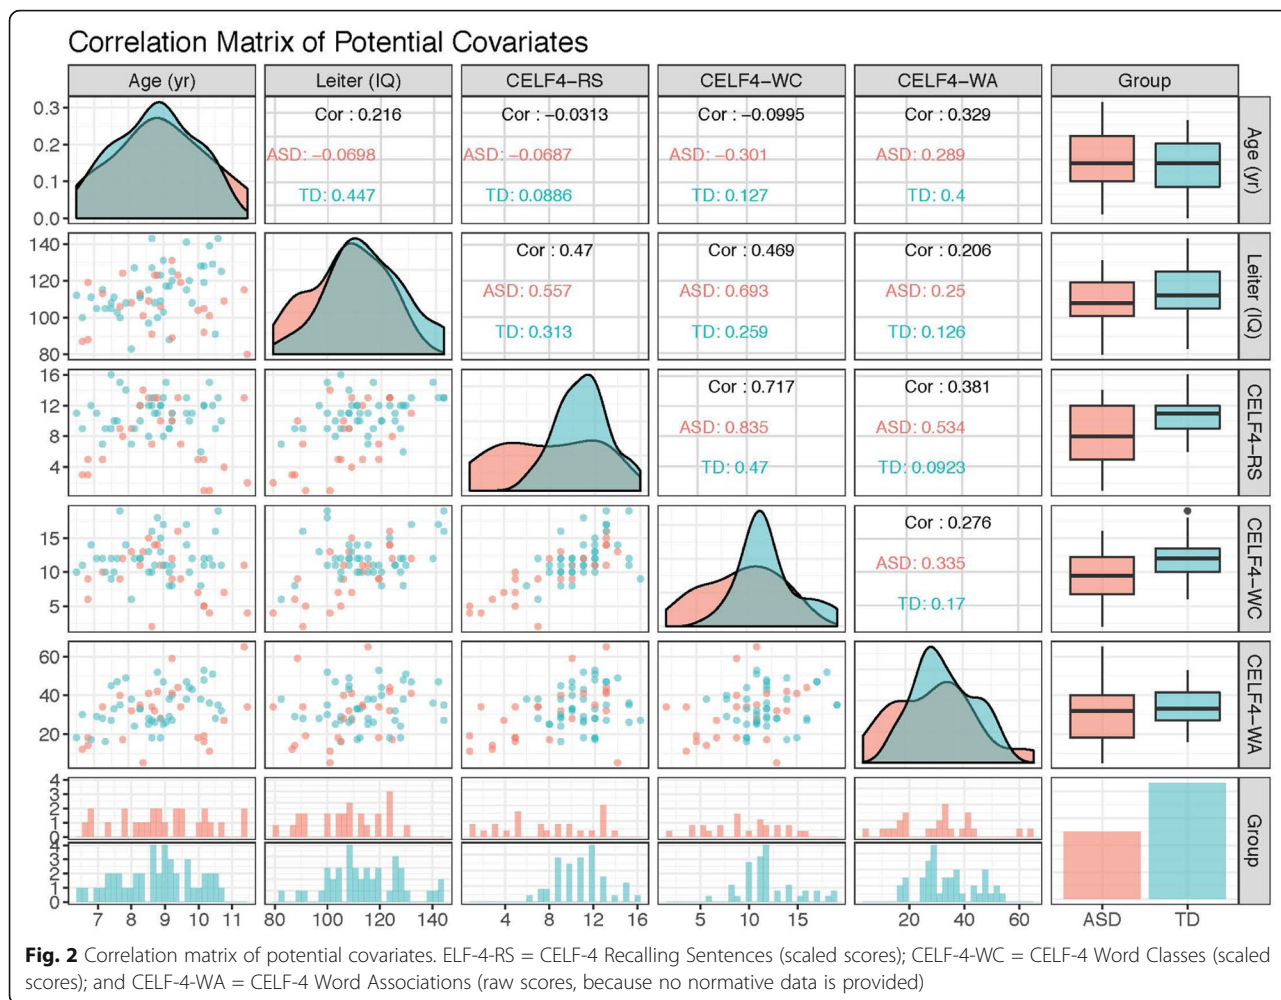 Correlation Matrix of Potential Covariates
Age (yr) Leiter (IQ) CELF4−RS CELF4−WC CELF4−WA Group
0.3 Cor : 0.216 Cor : −0.0313 Cor : −0.0995 Cor : 0.329
0.2 ASD: −0.0698 ASD: −0.0687 ASD: −0.301 ASD: 0.289
0.1 TD: 0.447 TD: 0.0886 TD: 0.127 TD: 0.4
0.0
Age (yr)
140 Cor : 0.47 Cor : 0.469 Cor : 0.206
120 ASD: 0.557 ASD: 0.693 ASD: 0.25
100 TD: 0.313 TD: 0.259 TD: 0.126
80
Leiter (IQ)
16 Cor : 0.717 Cor : 0.381
12 ASD: 0.835 ASD: 0.534
8 TD: 0.47 TD: 0.0923
4
CELF4−RS
15 Cor : 0.276
10 ASD: 0.335
5 TD: 0.17
CELF4−WC
60
40
20
CELF4−WA
4
3
2
1
0
4
3
2
1
0
Group
7 8 9 10 11 80 100 120 140 4 8 12 16 5 10 15 20 40 60 ASD TD
Fig. 2 Correlation matrix of potential covariates. ELF-4-RS = CELF-4 Recalling Sentences (scaled scores); CELF-4-WC = CELF-4 Word Classes (scaled
scores); and CELF-4-WA = CELF-4 Word Associations (raw scores, because no normative data is provided)